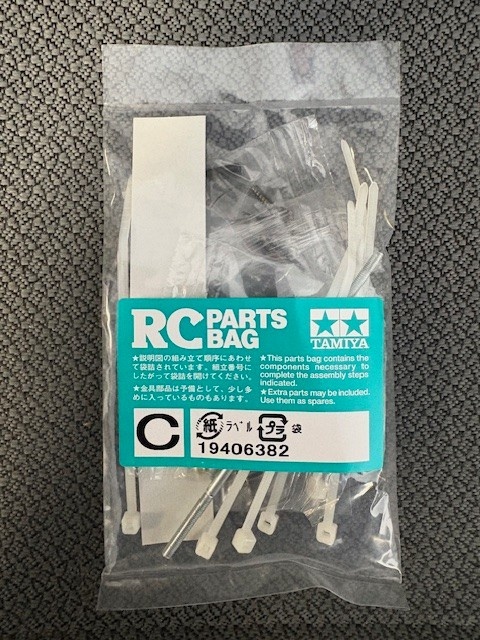 RC PARTS BAG
TAMIYA
★説明図の組み立て順序にあわせ
て袋詰されています。組立番号に
したがって袋詰を開けてください。
★金具部品は予備として、少し多
めに入っているものもあります。
★This parts bag contains the
components necessary to
complete the assembly steps
indicated.
★Extra parts may be included.
Use them as spares.
C
紙 ラベル プラ 袋
19406382